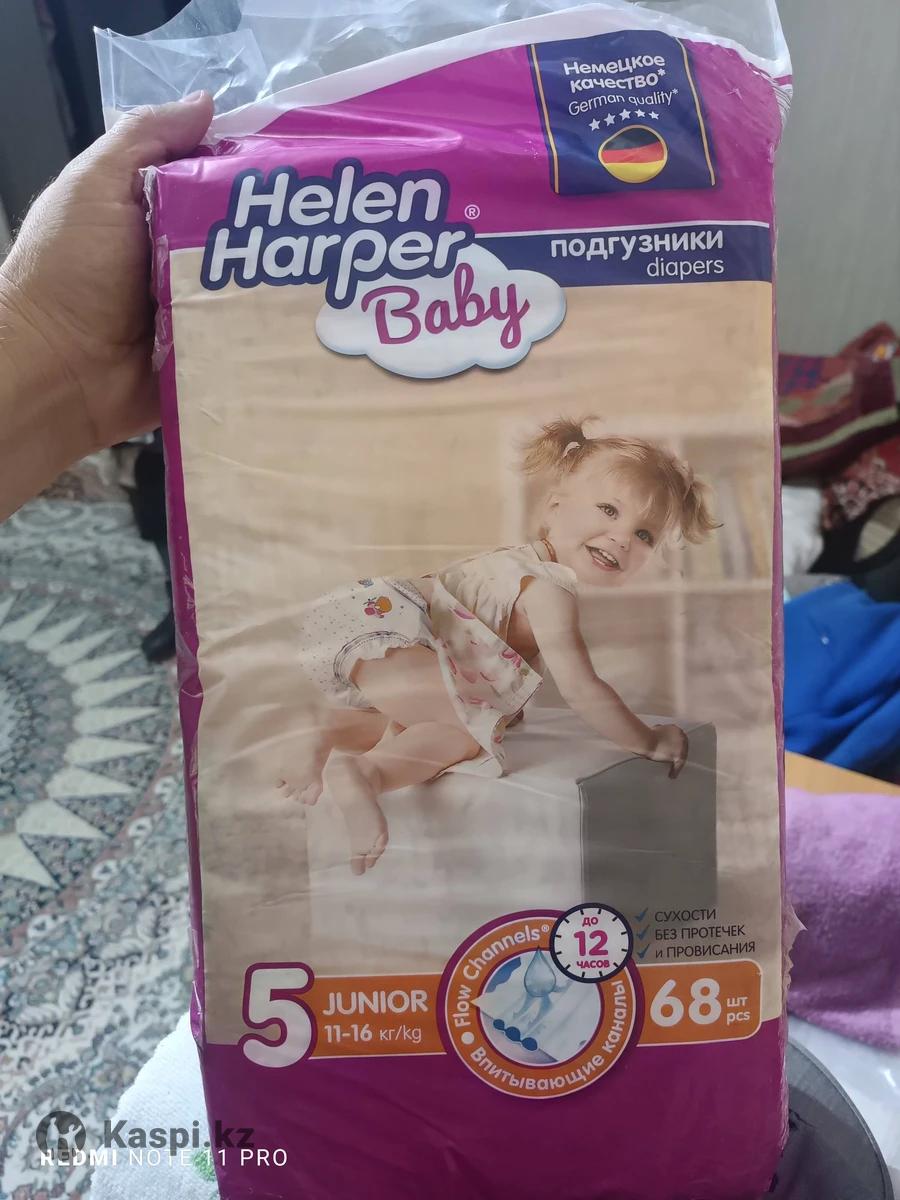 Немецкое
качество*
German quality*
Helen
Harper®
Baby
подгузники
diapers
до
12
часов
СУХОСТИ
БЕЗ ПРОТЕЧЕК
и ПРОВИСАНИЯ
Flow Channels®
Впитывающие каналы
5
JUNIOR
11-16 кг/kg
68 шт
pcs
Kaspi.kz
REDMI NOTE 11 PRO